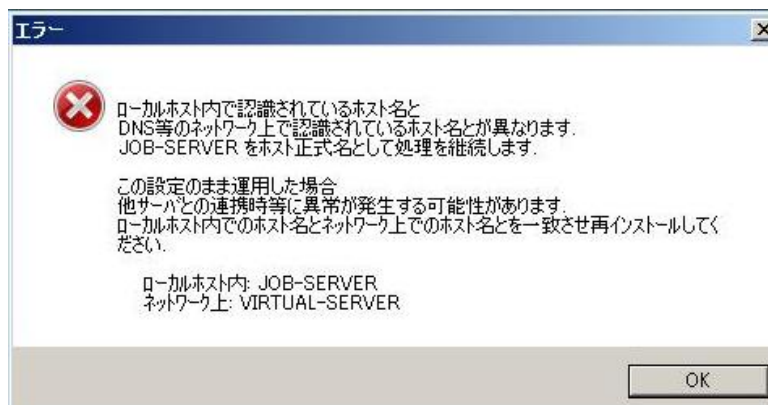 エラー
ローカルホスト内で認識されているホスト名と
DNS等のネットワーク上で認識されているホスト名とが異なります.
JOB-SERVER をホスト正式名として処理を継続します.
この設定のまま運用した場合
他サーバとの連携時等に異常が発生する可能性があります.
ローカルホスト内でのホスト名とネットワーク上でのホスト名とを一致させ再インストールしてく
ださい.
ローカルホスト内: JOB-SERVER
ネットワーク上: VIRTUAL-SERVER
OK